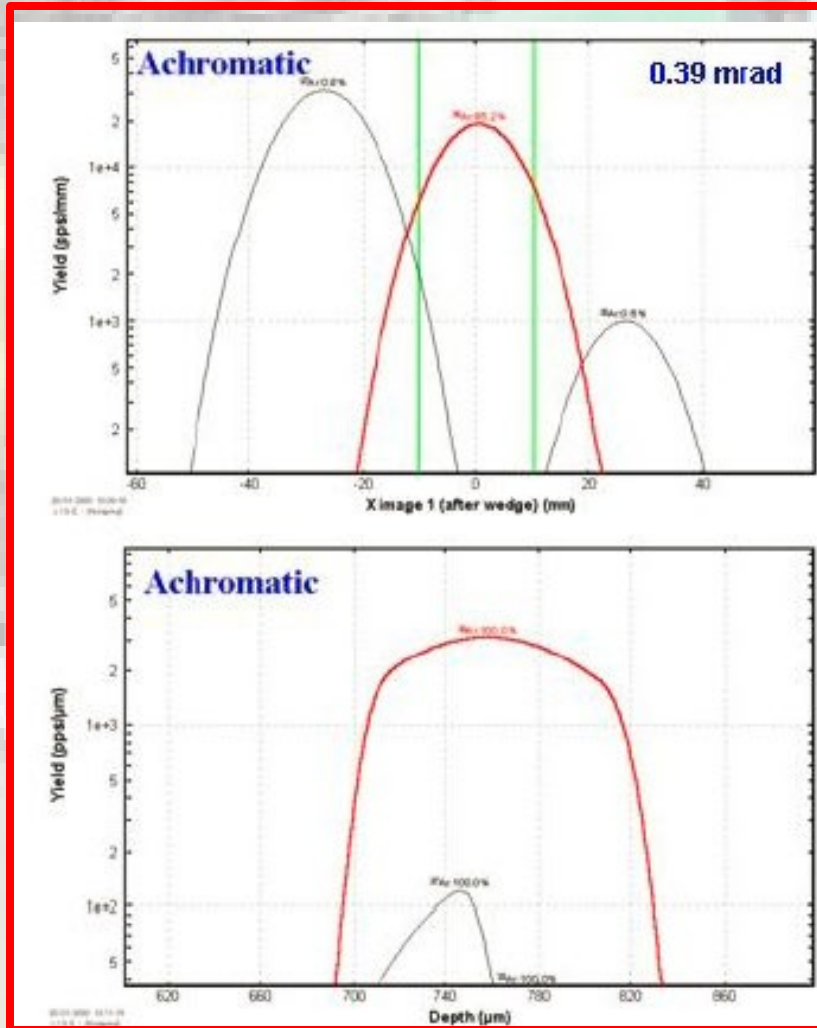 Achromatic
0.39 mrad
5
2
1e+4
5
2
1e+3
5
2
Yield (pps/mm)
-60 -40 -20 0 20 40
X image 1 (after wedge) (mm)
Achromatic
5
2
1e+3
5
2
1e+2
5
Yield (pps/µm)
620 660 700 740 780 820 860
Depth (µm)